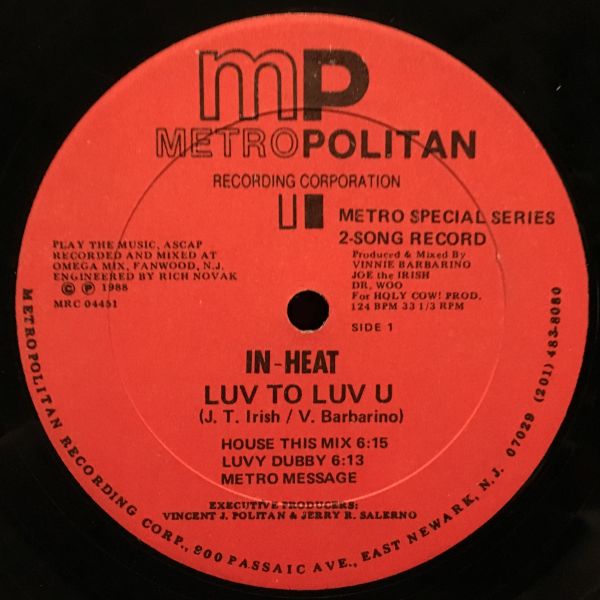 mP
METROPOLITAN
RECORDING CORPORATION
METRO SPECIAL SERIES
2-SONG RECORD
PLAY THE MUSIC, ASCAP
RECORDED AND MIXED AT
OMEGA MIX, FANWOOD, N.J.
ENGINEERED BY RICH NOVAK
© ℗ 1988
MRC 04451
Produced & Mixed By
VINNIE BARBARINO
JOE the IRISH
DR. WOO
For HOLY COW! PROD.
124 BPM 33 1/3 RPM
SIDE 1
IN-HEAT
LUV TO LUV U
(J. T. Irish / V. Barbarino)
HOUSE THIS MIX 6:15
LUVY DUBBY 6:13
METRO MESSAGE
EXECUTIVE PRODUCERS:
VINCENT J. POLITAN & JERRY R. SALERNO
METROPOLITAN RECORDING CORP., 900 PASSAIC AVE., EAST NEWARK, N.J. 07029 (201) 483-8080